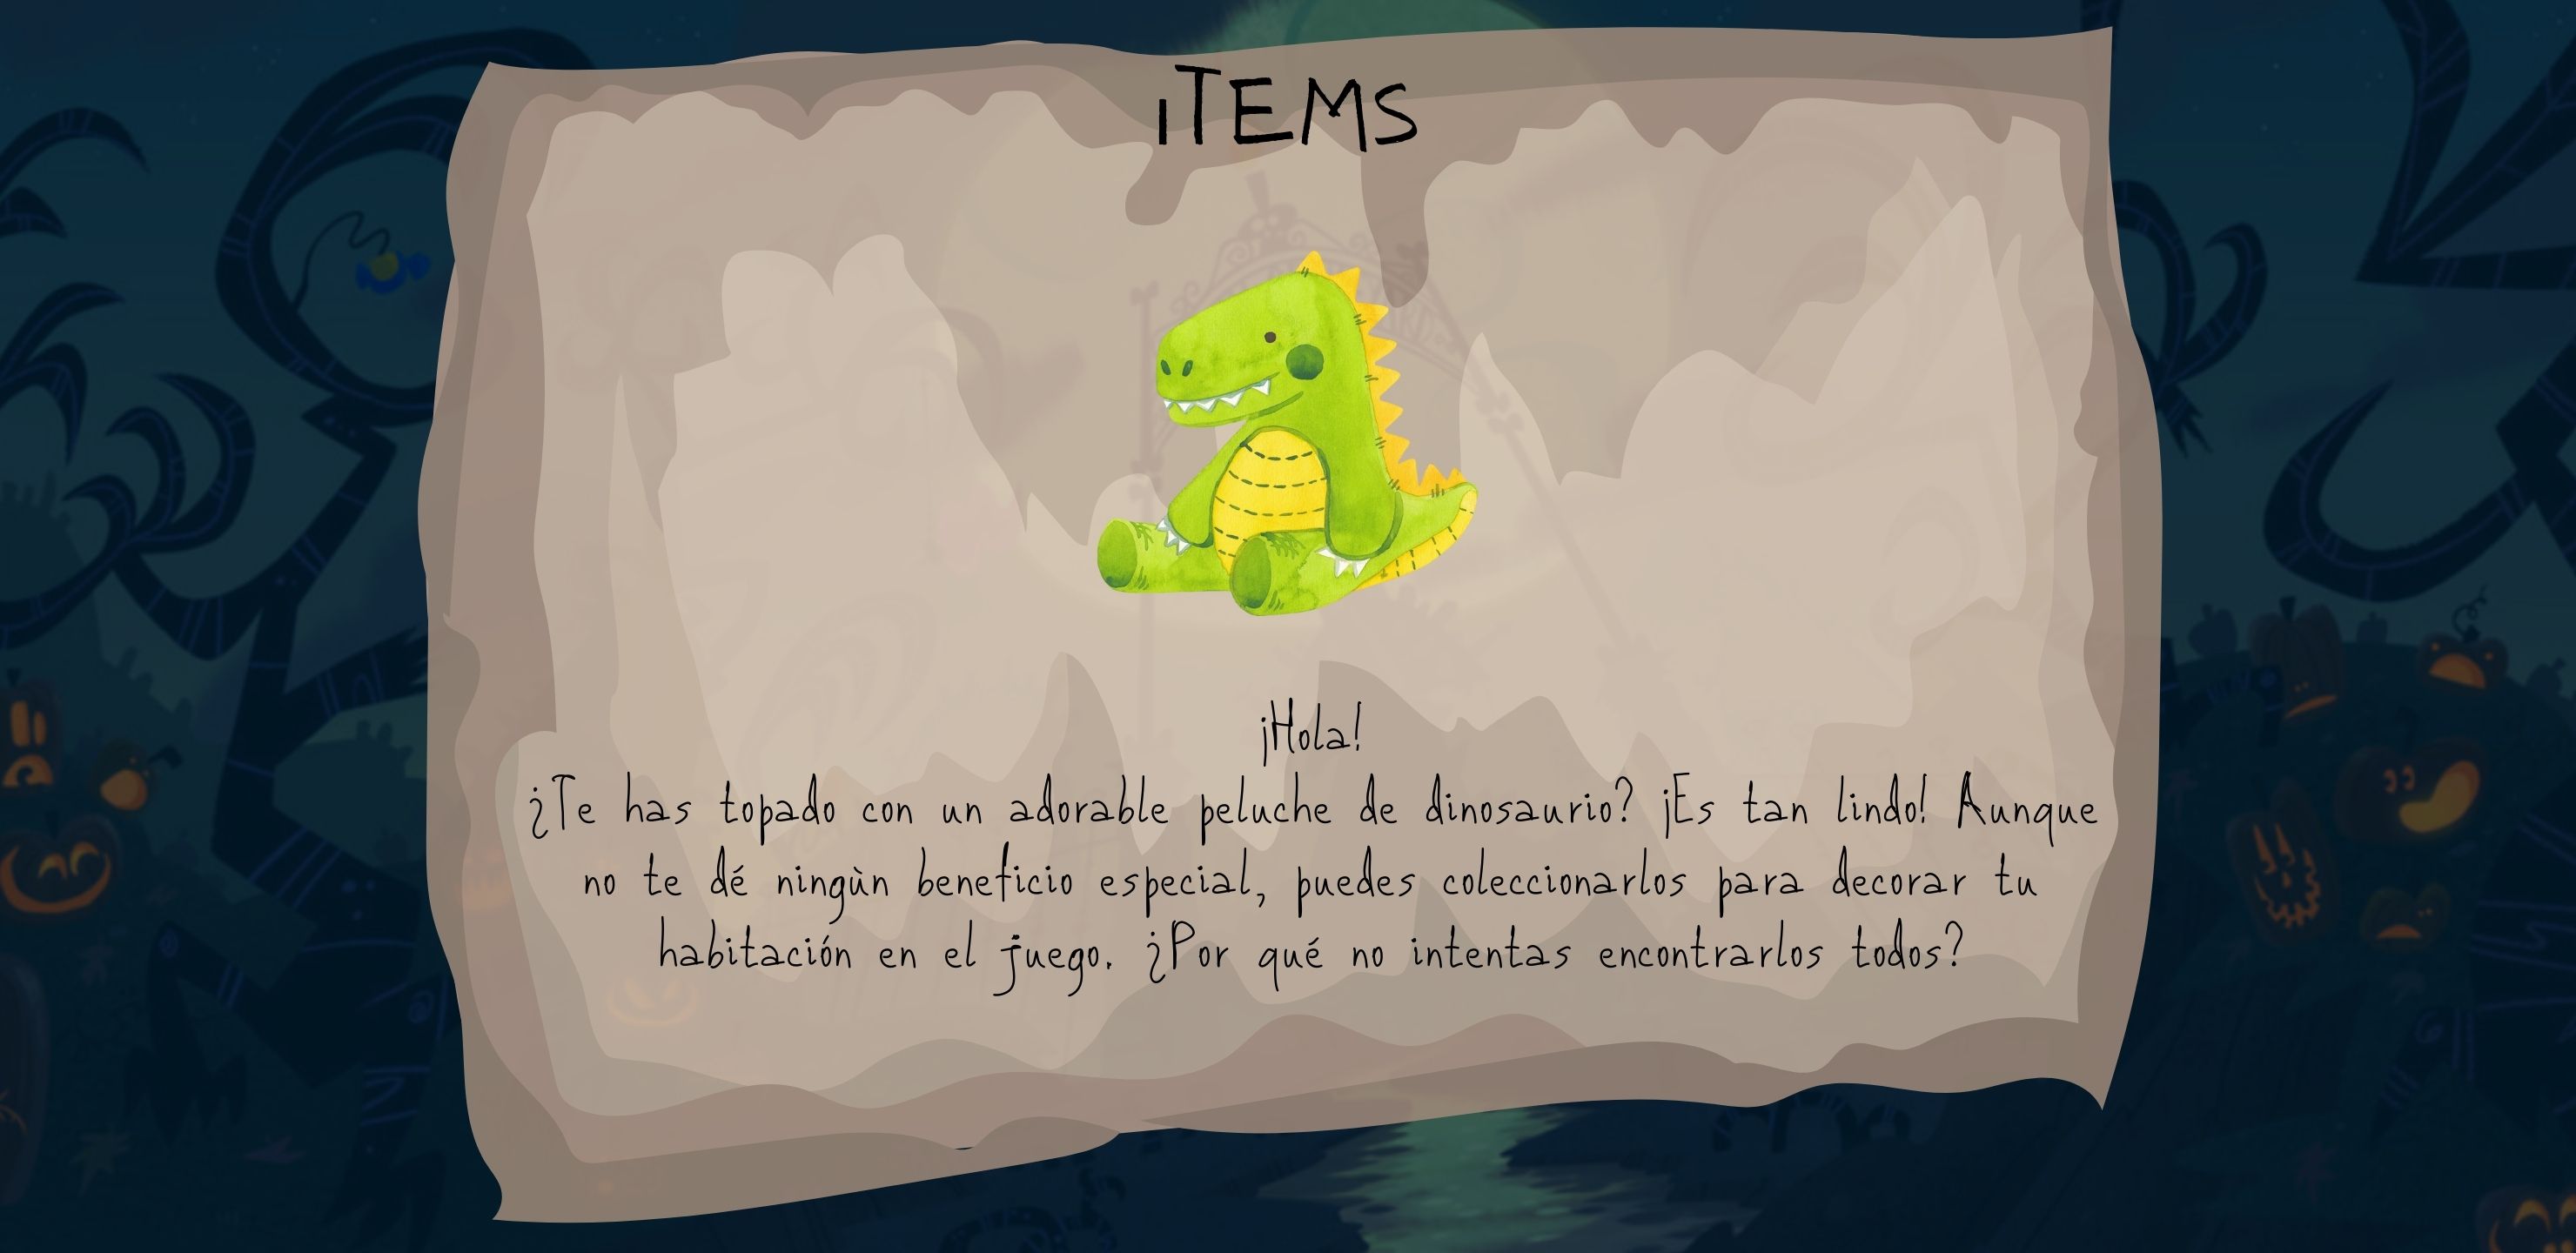 iTEMS
¡Hola!
¿Te has topado con un adorable peluche de dinosaurio? ¡Es tan lindo! Aunque
no te dé ningùn beneficio especial, puedes coleccionarlos para decorar tu
habitación en el juego. ¿Por qué no intentas encontrarlos todos?